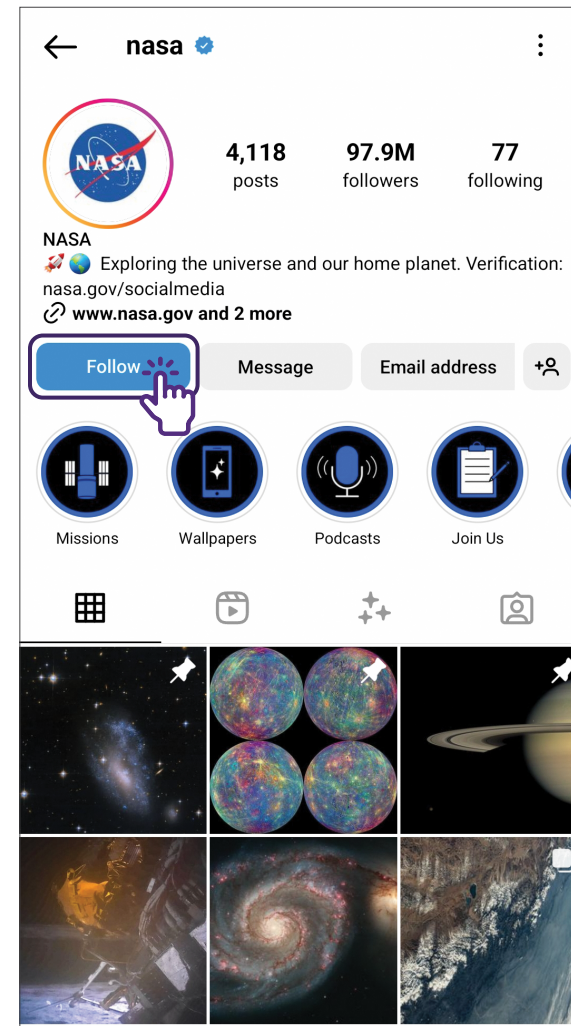 nasa
NASA
4,118 97.9M 77
posts followers following
NASA
🚀 🌎 Exploring the universe and our home planet. Verification:
nasa.gov/socialmedia
www.nasa.gov and 2 more
Follow Message Email address
Missions Wallpapers Podcasts Join Us